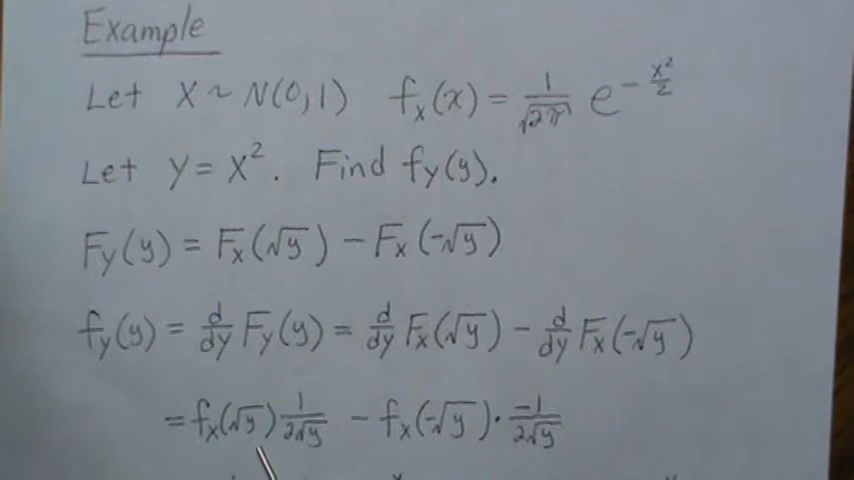 Example
Let X ~ N(0,1) f_x(x) = 1/√2π e^(-x²/2)
Let Y = X². Find f_Y(y).
F_Y(y) = F_x(√y) - F_x(-√y)
f_Y(y) = d/dy F_Y(y) = d/dy F_x(√y) - d/dy F_x(-√y)
= f_x(√y) 1/2√y - f_x(-√y) · -1/2√y